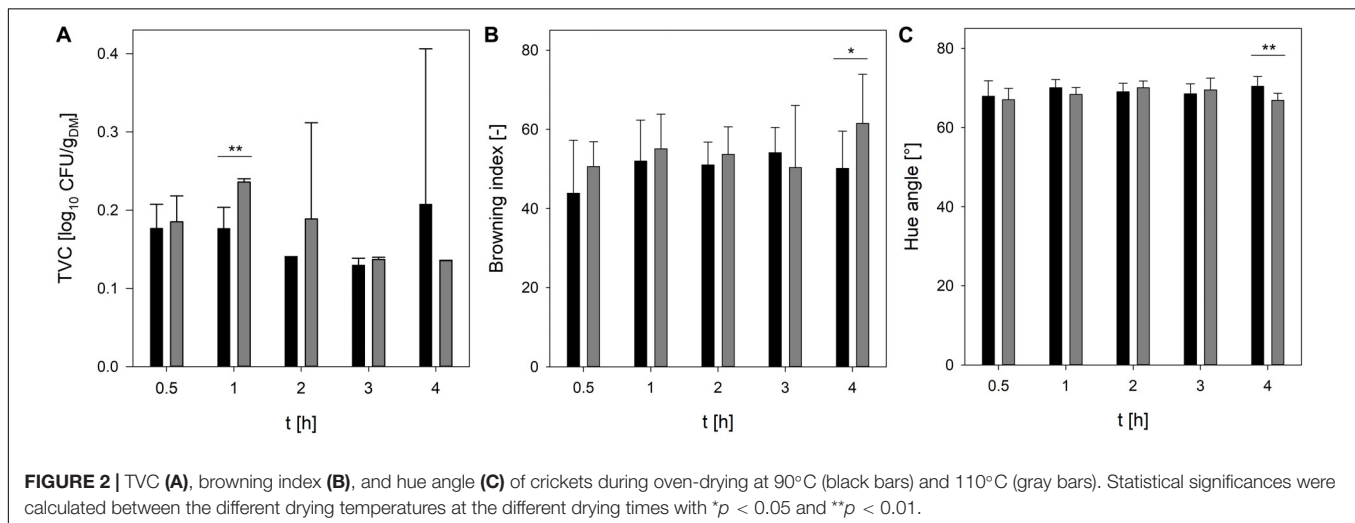 A
TVC [log10 CFU/gDM]
0.4
0.3
0.2
0.1
0.0
**
0.5 1 2 3 4
t [h]
B
Browning index [-]
80
60
40
20
0
*
0.5 1 2 3 4
t [h]
C
Hue angle [°]
80
60
40
20
0
**
0.5 1 2 3 4
t [h]
FIGURE 2 | TVC (A), browning index (B), and hue angle (C) of crickets during oven-drying at 90°C (black bars) and 110°C (gray bars). Statistical significances were
calculated between the different drying temperatures at the different drying times with *p < 0.05 and **p < 0.01.